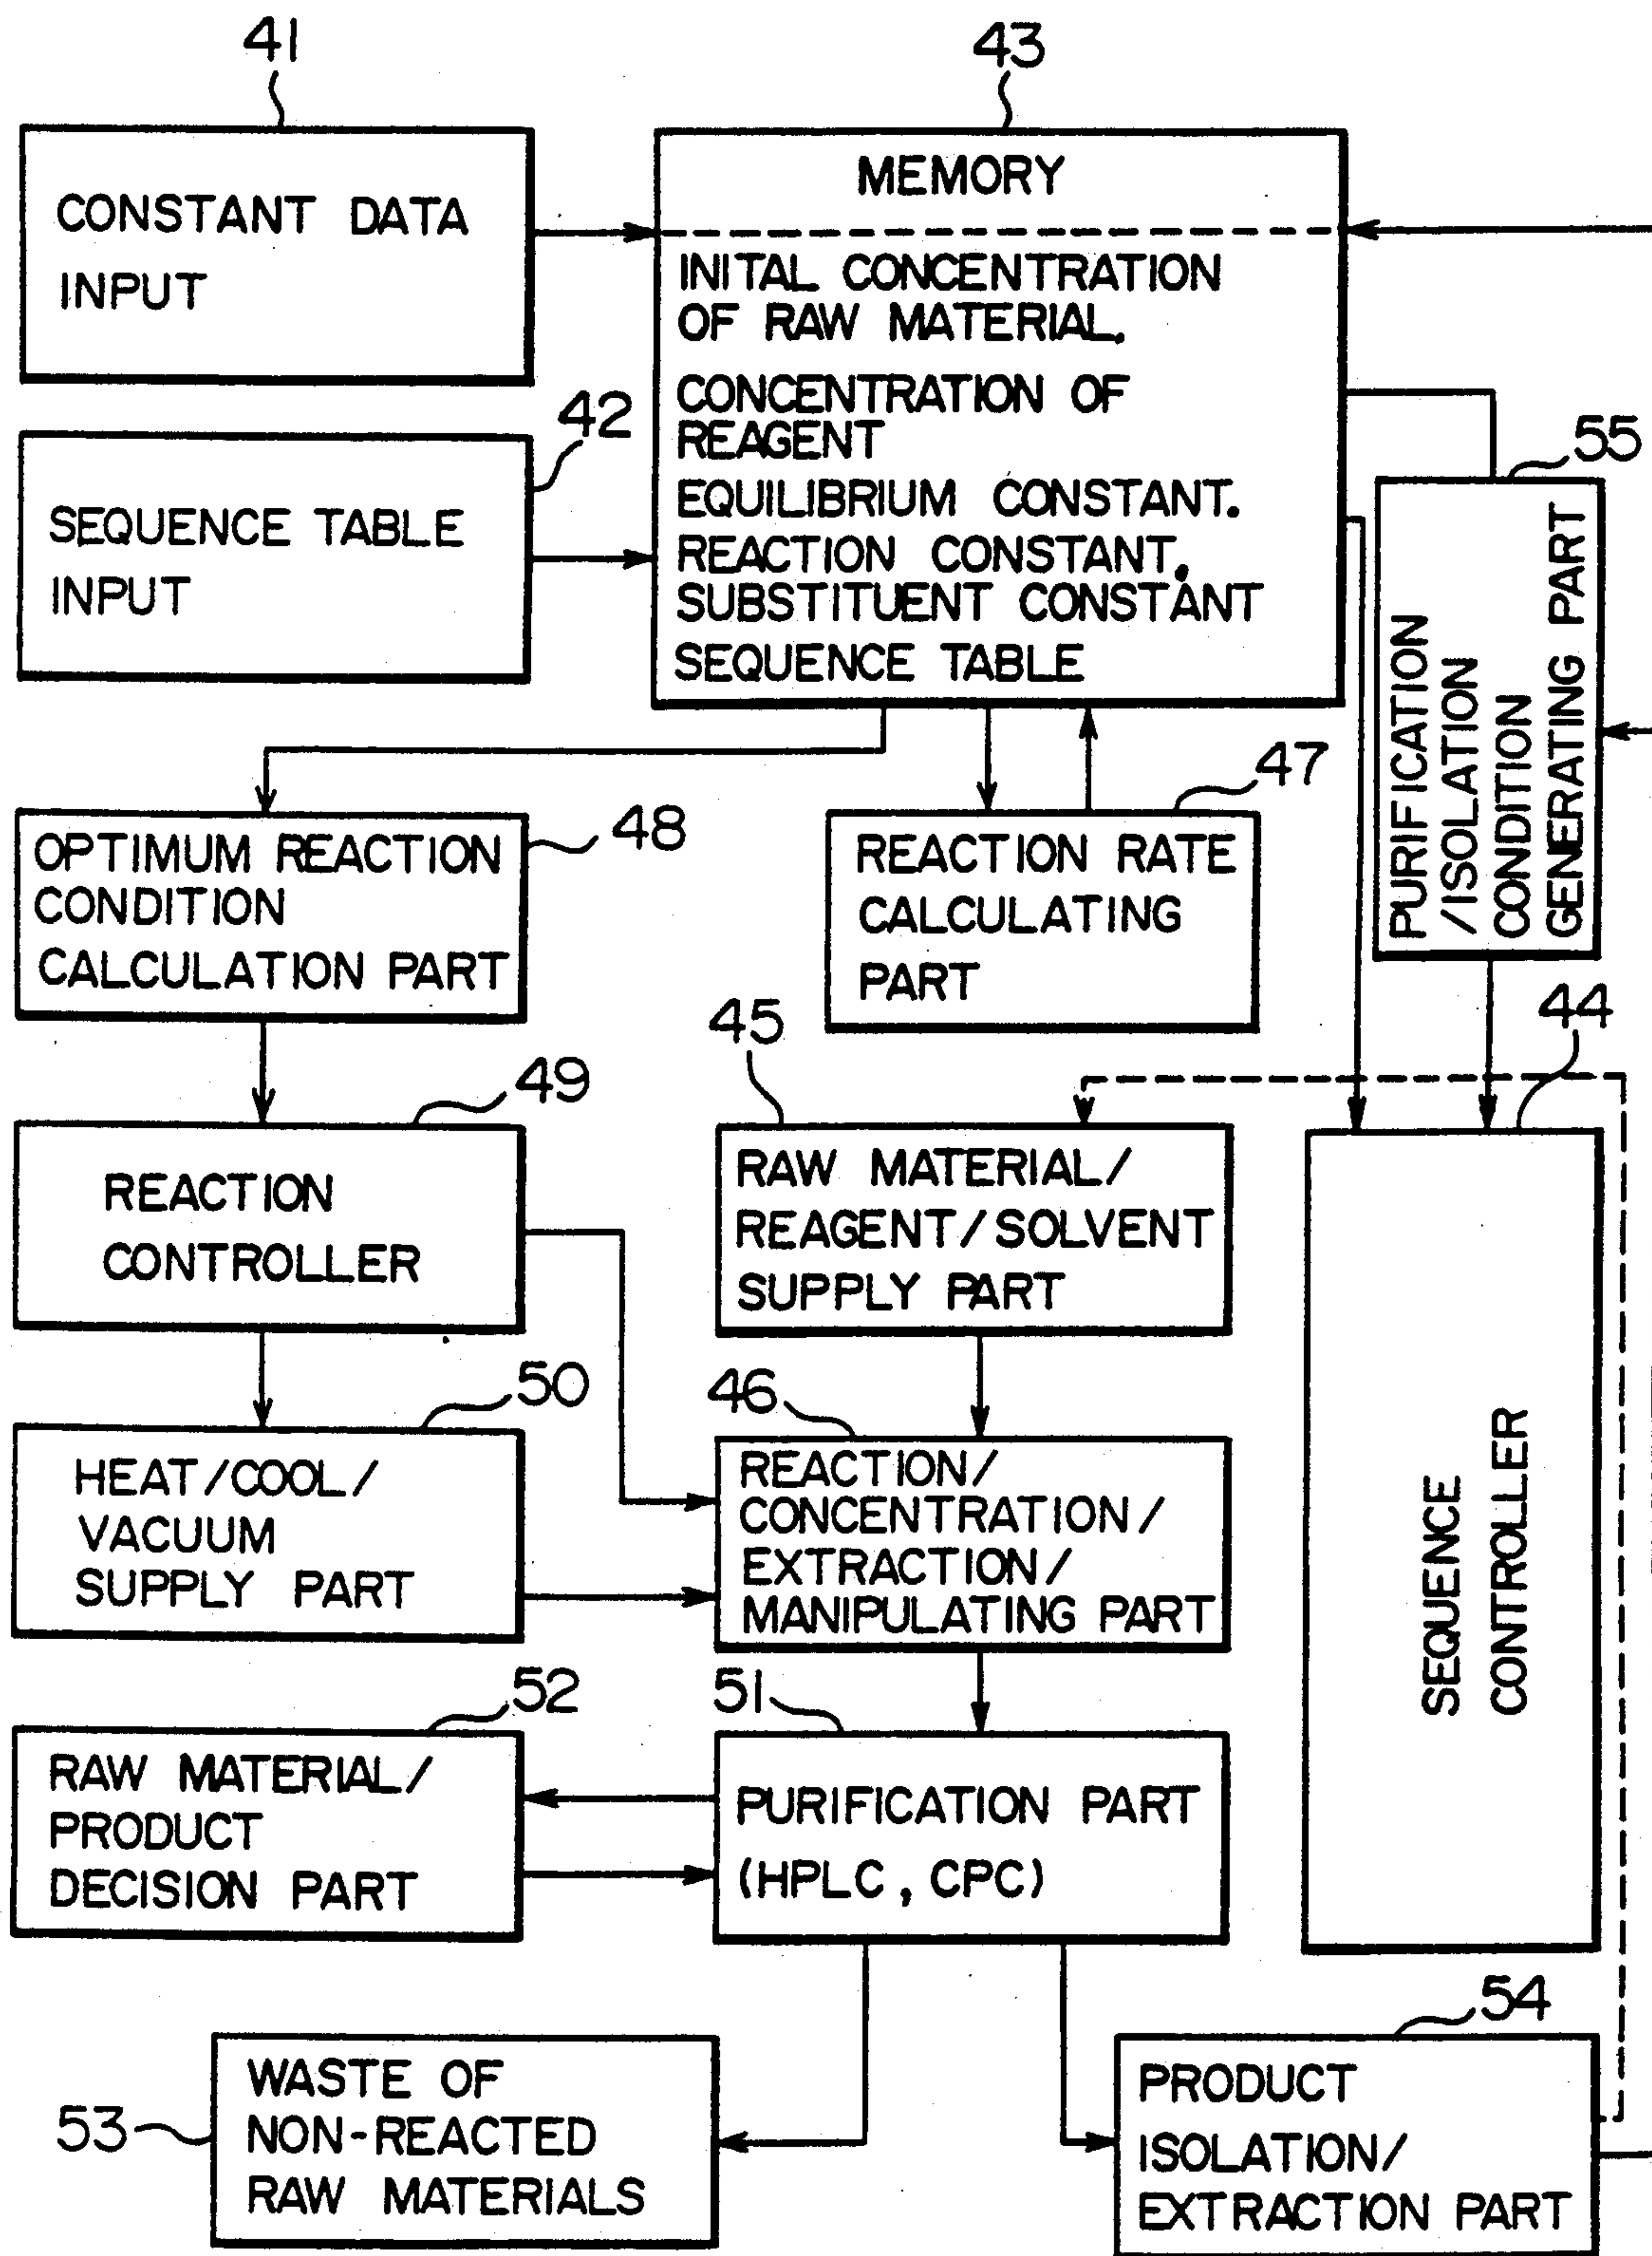 41
CONSTANT DATA
INPUT
42
SEQUENCE TABLE
INPUT
43
MEMORY
INITAL CONCENTRATION
OF RAW MATERIAL.
CONCENTRATION OF
REAGENT
EQUILIBRIUM CONSTANT.
REACTION CONSTANT.
SUBSTITUENT CONSTANT
SEQUENCE TABLE
55
PURIFICATION
/ISOLATION
CONDITION
GENERATING PART
48
OPTIMUM REACTION
CONDITION
CALCULATION PART
47
REACTION RATE
CALCULATING
PART
49
REACTION
CONTROLLER
45
RAW MATERIAL/
REAGENT/SOLVENT
SUPPLY PART
44
SEQUENCE
CONTROLLER
50
HEAT/COOL/
VACUUM
SUPPLY PART
46
REACTION/
CONCENTRATION/
EXTRACTION/
MANIPULATING PART
52
RAW MATERIAL/
PRODUCT
DECISION PART
51
PURIFICATION PART
(HPLC, CPC)
53
WASTE OF
NON-REACTED
RAW MATERIALS
54
PRODUCT
ISOLATION/
EXTRACTION PART